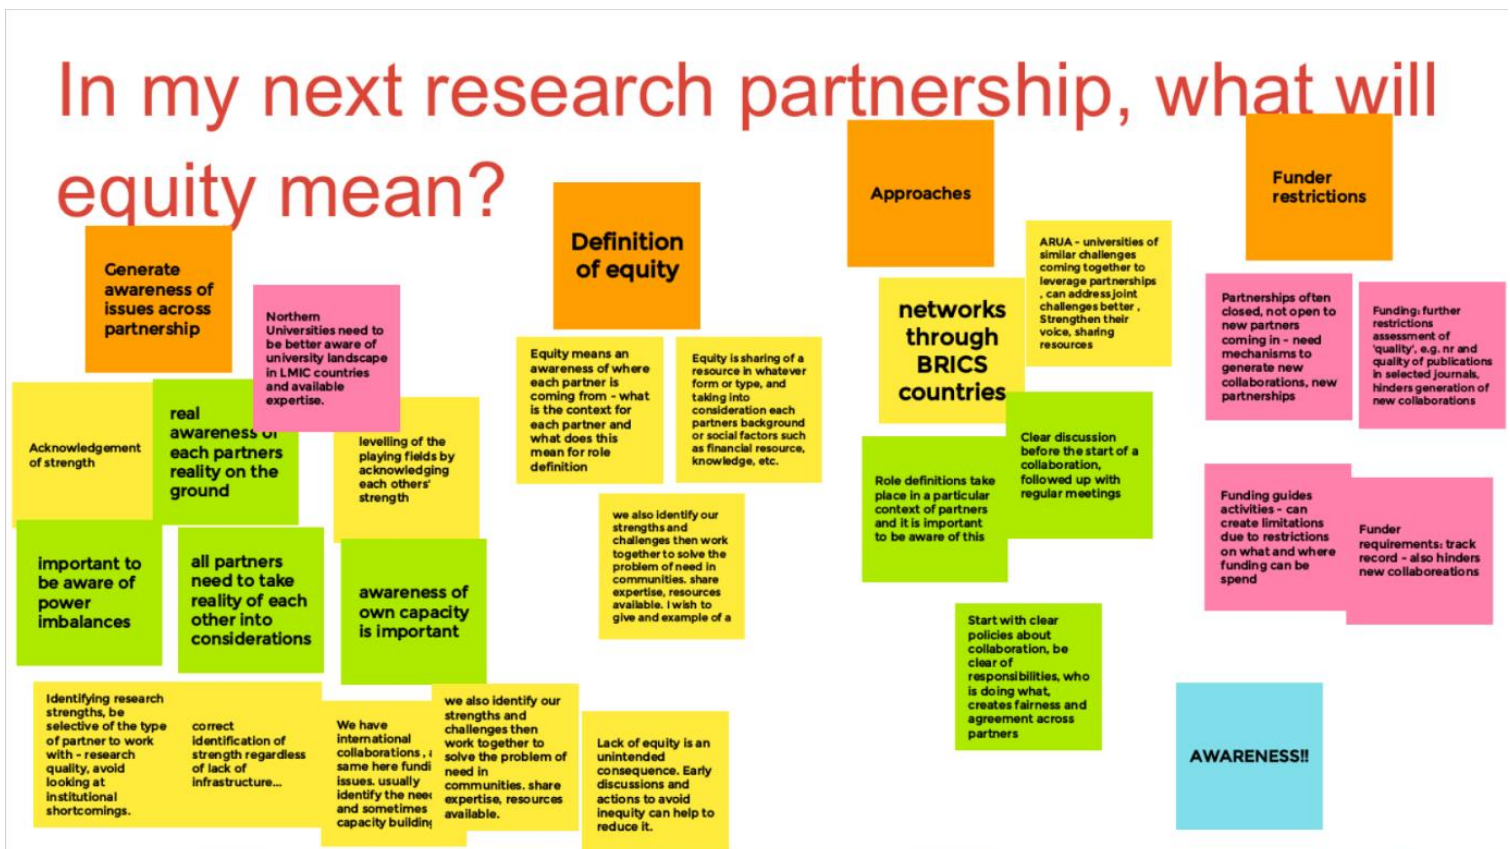 In my next research partnership, what will
equity mean?
Generate
awareness of
issues across
partnership
Northern
Universities need to
be better aware of
university landscape
in LMIC countries
and available
expertise.
Acknowledgement
of strength
real
awareness of
each partners
reality on the
ground
levelling of the
playing fields by
acknowledging
each others'
strength
important to
be aware of
power
imbalances
all partners
need to take
reality of each
other into
considerations
awareness of
own capacity
is important
Identifying research
strengths, be
selective of the type
of partner to work
with - research
quality, avoid
looking at
institutional
shortcomings.
correct
identification of
strength regardless
of lack of
infrastructure...
We have
international
collaborations ,
same here
issues. usually
identify the
and sometimes
capacity
we also identify our
strengths and
challenges then
work together to
solve the problem of
need in
communities. share
expertise, resources
available.
Lack of equity is an
unintended
consequence. Early
discussions and
actions to avoid
inequity can help to
reduce it.
Definition
of equity
Equity means an
awareness of where
each partner is
coming from - what
is the context for
each partner and
what does this
mean for role
definition
Equity is sharing of a
resource in whatever
form or type, and
taking into
consideration each
partners background
or social factors such
as financial resource,
knowledge, etc.
we also identify our
strengths and
challenges then work
together to solve the
problem of need in
communities. share
expertise, resources
available. I wish to
give and example of a
Approaches
networks
through
BRICS
countries
ARUA - universities of
similar challenges
coming together to
leverage partnerships
, can address joint
challenges better ,
Strengthen their
voice, sharing
resources
Role definitions take
place in a particular
context of partners
and it is important
to be aware of this
Clear discussion
before the start of a
collaboration,
followed up with
regular meetings
Start with clear
policies about
collaboration, be
clear of
responsibilities, who
is doing what,
creates fairness and
agreement across
partners
Funder
restrictions
Partnerships often
closed, not open to
new partners
coming in - need
mechanisms to
generate new
collaborations, new
partnerships
Funding: further
restrictions
assessment of
'quality', e.g. nr and
quality of publications
in selected journals,
hinders generation of
new collaborations
Funding guides
activities - can
create limitations
due to restrictions
on what and where
funding can be
spend
Funder
requirements: track
record - also hinders
new collaboreations
AWARENESS!!